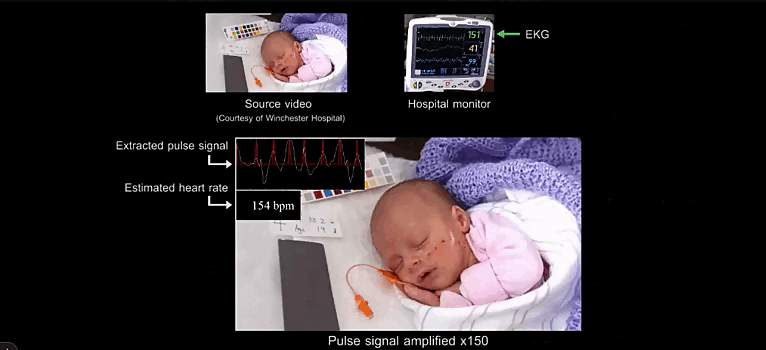 151
EKG
41
99
Source video
(Courtesy of Winchester Hospital)
Hospital monitor
Extracted pulse signal
Estimated heart rate
154 bpm
Pulse signal amplified x150